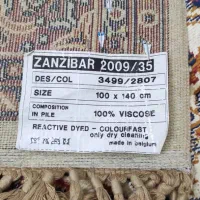 ZANZIBAR 2009/35
DES/COL 3499/2807
SIZE 100 x 140 cm
COMPOSITION
IN PILE 100% VISCOSE
REACTIVE DYED - COLOURFAST
only dry cleaning
made in belgium